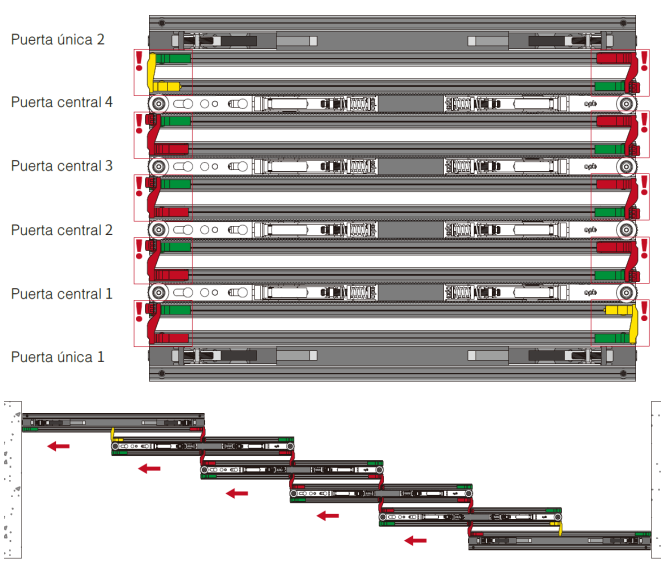 Puerta única 2
Puerta central 4
Puerta central 3
Puerta central 2
Puerta central 1
Puerta única 1